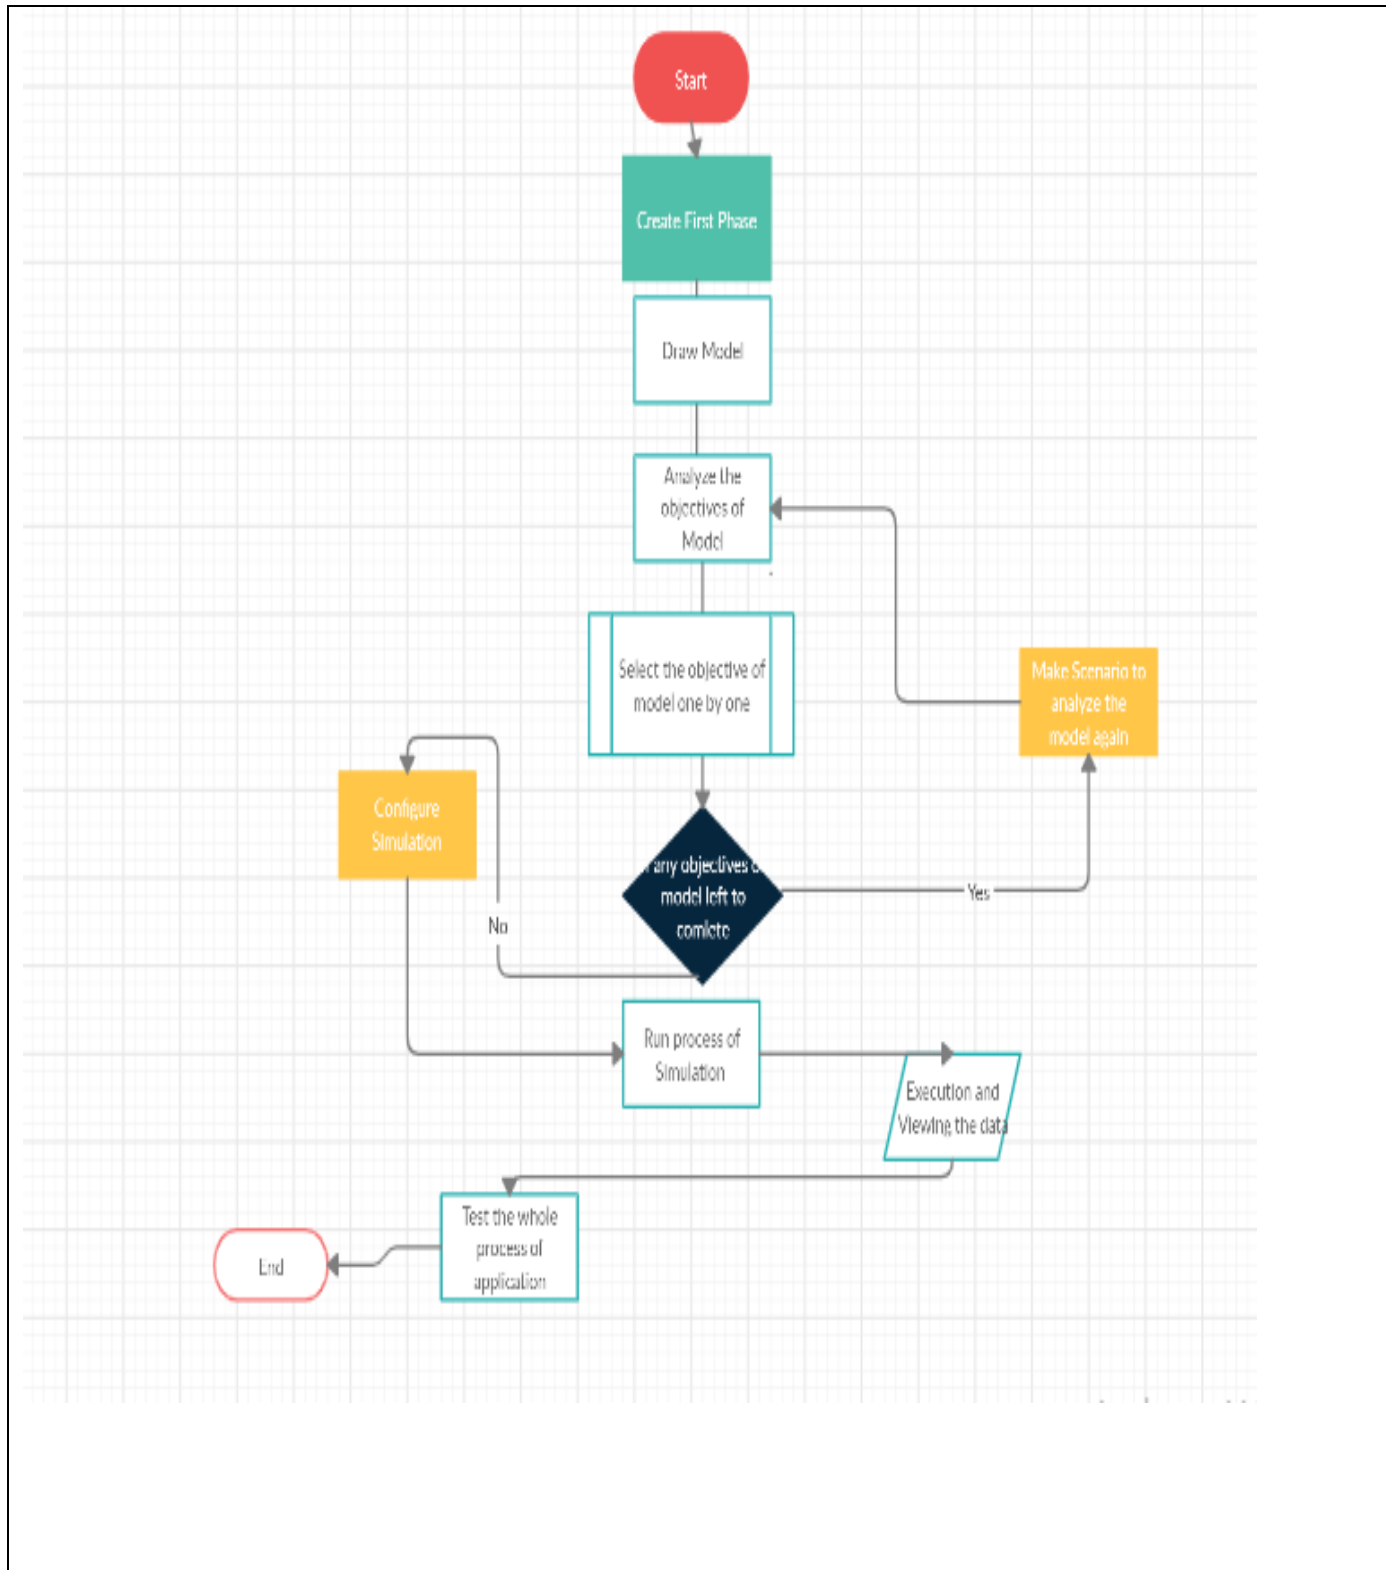 Start
Create First Phase
Draw Model
Analyze the
objectives of
Model
Select the objective of
model one by one
Make Scenario to
analyze the
model again
Configure
Simulation
any objectives
model left to
comlete
Yes
No
Run process of
Simulation
Execution and
Viewing the data
Test the whole
process of
application
End